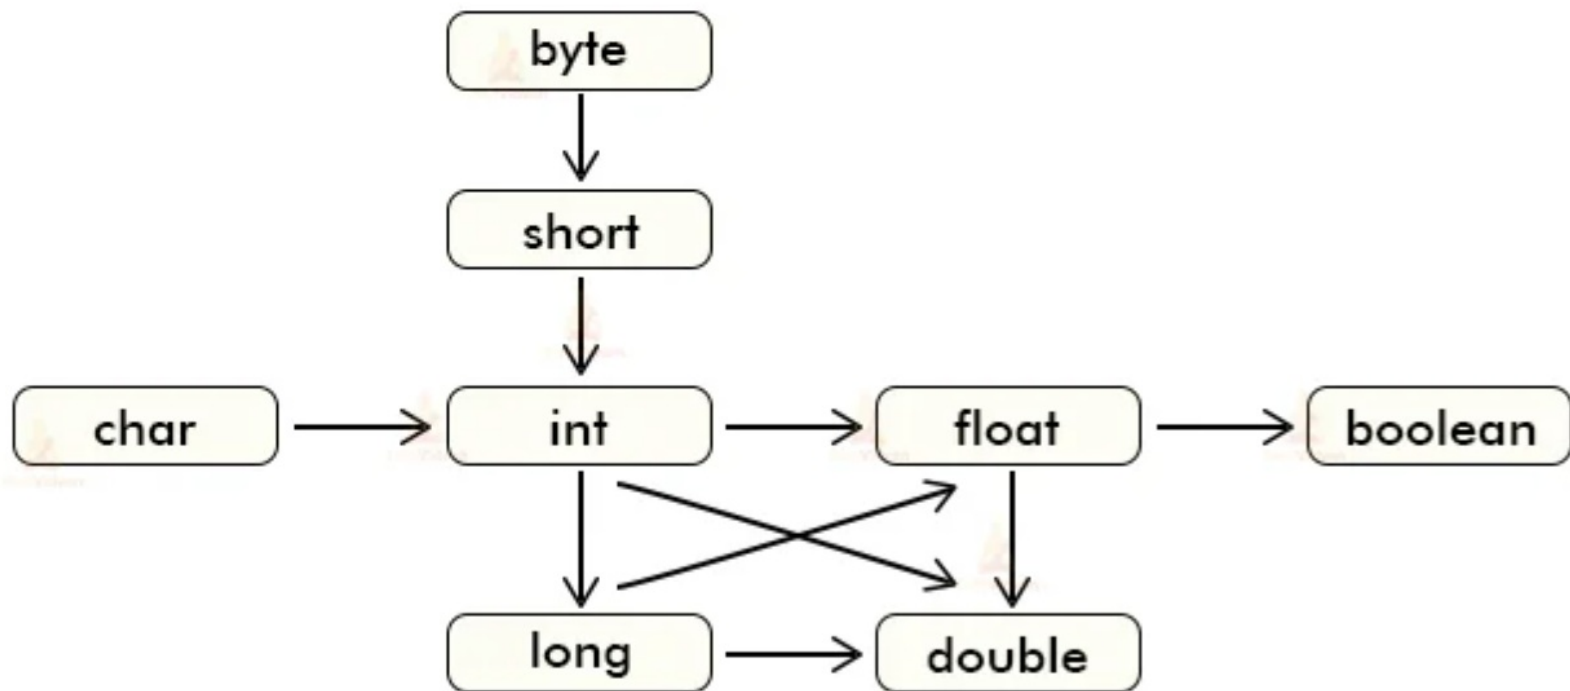 byte
short
char
int
float
boolean
long
double